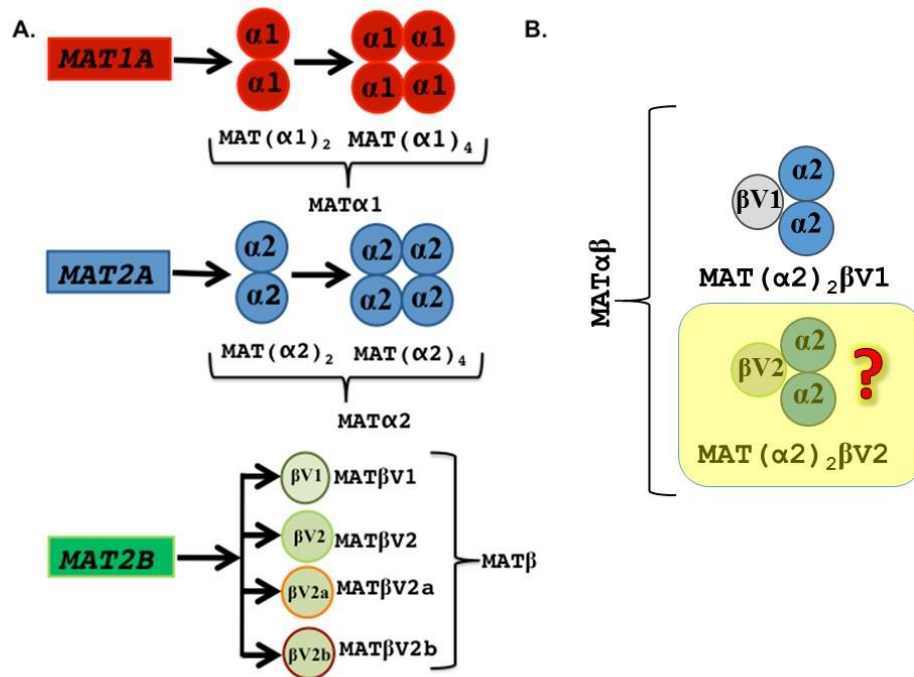 A.
MAT1A
α1
α1
α1 α1
α1 α1
MAT(α1)₂ MAT(α1)₄
MATα1
MAT2A
α2
α2
α2 α2
α2 α2
MAT(α2)₂ MAT(α2)₄
MATα2
MAT2B
βV1 MATβV1
βV2 MATβV2
βV2a MATβV2a
βV2b MATβV2b
MATβ
B.
MATαβ
α2
βV1
α2
MAT(α2)₂βV1
α2
βV2
α2
?
MAT(α2)₂βV2